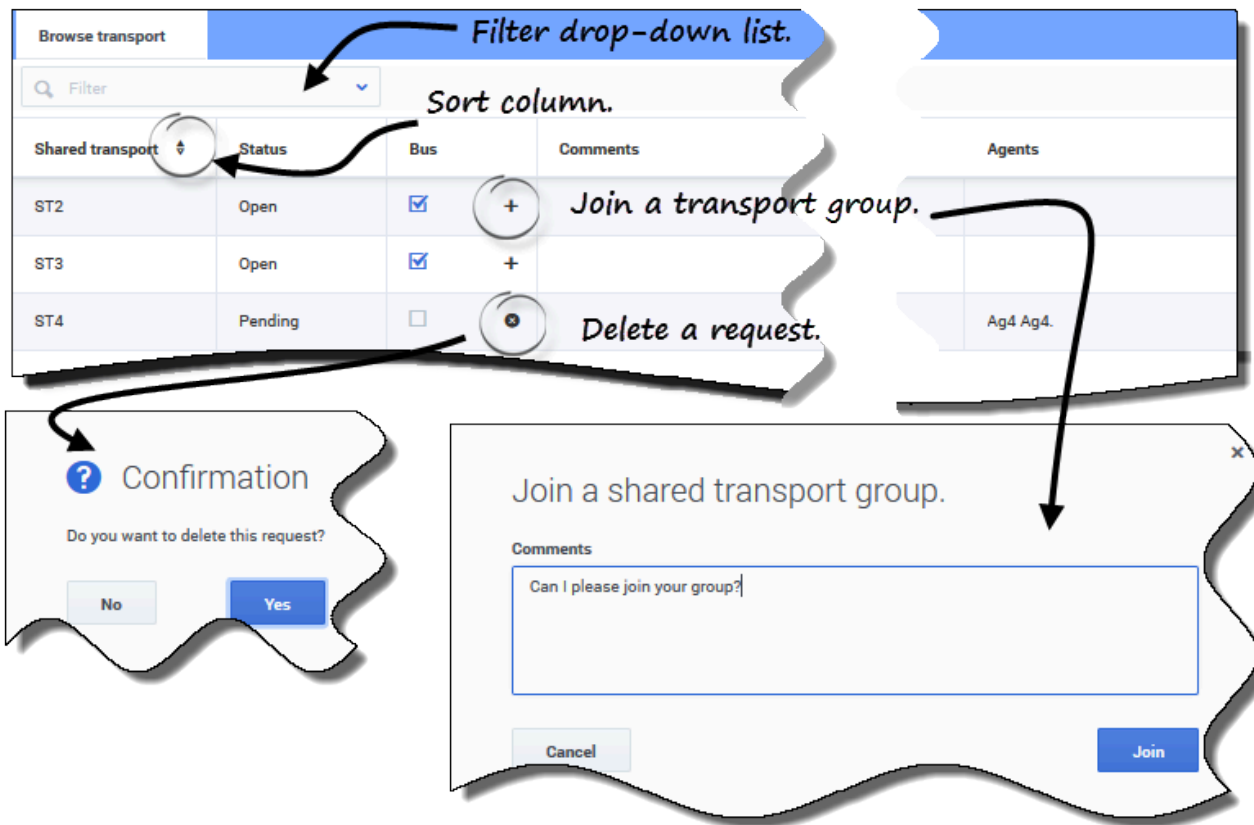 Browse transport
Filter drop-down list.
Filter
Sort column.
Shared transport Status Bus Comments Agents
ST2 Open + Join a transport group.
ST3 Open +
ST4 Pending Delete a request. Ag4 Ag4.
? Confirmation
Do you want to delete this request?
No Yes
×
Join a shared transport group.
Comments
Can I please join your group?
Cancel Join